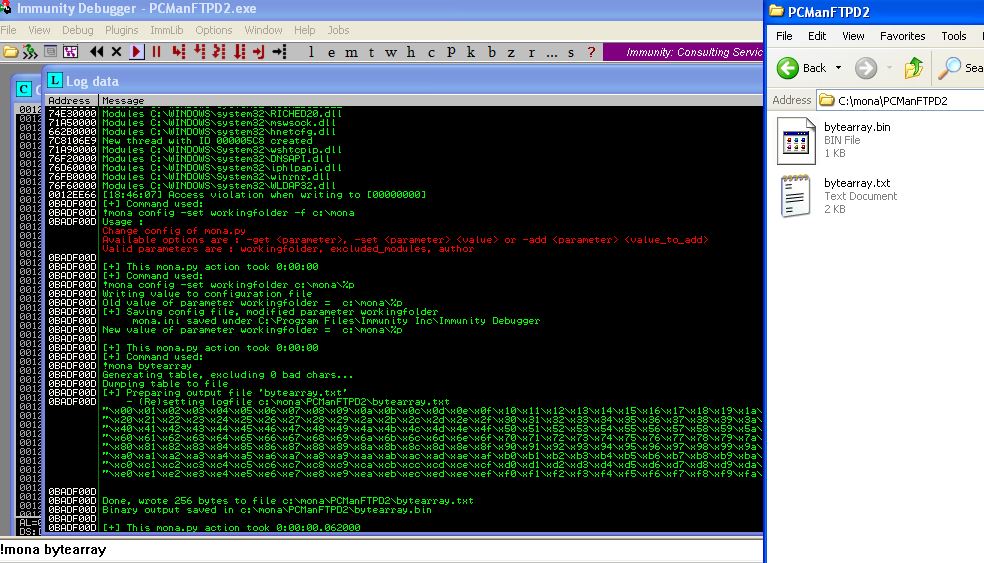 Immunity Debugger - PCManFTPD2.exe
File View Debug Plugins ImmLib Options Window Help Jobs
l e m t w h c p k b z r ... s ?
Immunity: Consulting Servic
C
L Log data
Address Message
74E30000 Modules C:\WINDOWS\system32\RICHED20.dll
71A50000 Modules C:\WINDOWS\system32\mswsock.dll
662B0000 Modules C:\WINDOWS\system32\hnetcfg.dll
7C8106E9 New thread with ID 000005C8 created
71A90000 Modules C:\WINDOWS\System32\wshtcpip.dll
76F20000 Modules C:\WINDOWS\system32\DNSAPI.dll
76D60000 Modules C:\WINDOWS\system32\iphlpapi.dll
76FB0000 Modules C:\WINDOWS\System32\winrnr.dll
76F60000 Modules C:\WINDOWS\system32\WLDAP32.dll
0012EE66 [18:46:07] Access violation when writing to [00000000]
0BADF00D [+] Command used:
0BADF00D !mona config -set workingfolder -f c:\mona
0BADF00D Usage :
Change config of mona.py
Available options are : -get <parameter>, -set <parameter> <value> or -add <parameter> <value_to_add>
Valid parameters are : workingfolder, excluded_modules, author
0BADF00D
0BADF00D [+] This mona.py action took 0:00:00
0BADF00D [+] Command used:
0BADF00D !mona config -set workingfolder c:\mona\%p
0BADF00D Writing value to configuration file
0BADF00D Old value of parameter workingfolder = c:\mona\%p
0BADF00D [+] Saving config file, modified parameter workingfolder
0BADF00D mona.ini saved under C:\Program Files\Immunity Inc\Immunity Debugger
0BADF00D New value of parameter workingfolder = c:\mona\%p
0BADF00D
0BADF00D [+] This mona.py action took 0:00:00
0BADF00D [+] Command used:
0BADF00D !mona bytearray
0BADF00D Generating table, excluding 0 bad chars...
0BADF00D Dumping table to file
0BADF00D [+] Preparing output file 'bytearray.txt'
0BADF00D - (Re)setting logfile c:\mona\PCManFTPD2\bytearray.txt
"\x00\x01\x02\x03\x04\x05\x06\x07\x08\x09\x0a\x0b\x0c\x0d\x0e\x0f\x10\x11\x12\x13\x14\x15\x16\x17\x18\x19\x1a\
"\x20\x21\x22\x23\x24\x25\x26\x27\x28\x29\x2a\x2b\x2c\x2d\x2e\x2f\x30\x31\x32\x33\x34\x35\x36\x37\x38\x39\x3a\
"\x40\x41\x42\x43\x44\x45\x46\x47\x48\x49\x4a\x4b\x4c\x4d\x4e\x4f\x50\x51\x52\x53\x54\x55\x56\x57\x58\x59\x5a\
"\x60\x61\x62\x63\x64\x65\x66\x67\x68\x69\x6a\x6b\x6c\x6d\x6e\x6f\x70\x71\x72\x73\x74\x75\x76\x77\x78\x79\x7a\
"\x80\x81\x82\x83\x84\x85\x86\x87\x88\x89\x8a\x8b\x8c\x8d\x8e\x8f\x90\x91\x92\x93\x94\x95\x96\x97\x98\x99\x9a\
"\xa0\xa1\xa2\xa3\xa4\xa5\xa6\xa7\xa8\xa9\xaa\xab\xac\xad\xae\xaf\xb0\xb1\xb2\xb3\xb4\xb5\xb6\xb7\xb8\xb9\xba\
"\xc0\xc1\xc2\xc3\xc4\xc5\xc6\xc7\xc8\xc9\xca\xcb\xcc\xcd\xce\xcf\xd0\xd1\xd2\xd3\xd4\xd5\xd6\xd7\xd8\xd9\xda\
"\xe0\xe1\xe2\xe3\xe4\xe5\xe6\xe7\xe8\xe9\xea\xeb\xec\xed\xee\xef\xf0\xf1\xf2\xf3\xf4\xf5\xf6\xf7\xf8\xf9\xfa\
0BADF00D
0BADF00D Done, wrote 256 bytes to file c:\mona\PCManFTPD2\bytearray.txt
0BADF00D Binary output saved in c:\mona\PCManFTPD2\bytearray.bin
0BADF00D
0BADF00D [+] This mona.py action took 0:00:00.062000
!mona bytearray
PCManFTPD2
File Edit View Favorites Tools
Back Sea
Address C:\mona\PCManFTPD2
bytearray.bin
BIN File
1 KB
bytearray.txt
Text Document
2 KB